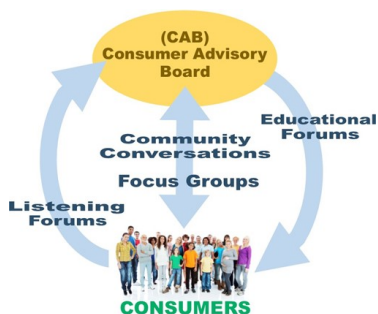 (CAB)
Consumer Advisory
Board
Educational
Forums
Community
Conversations
Focus Groups
Listening
Forums
CONSUMERS